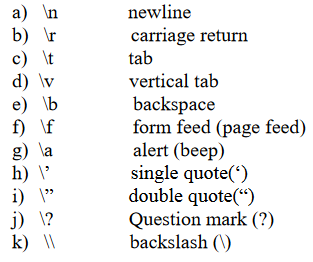 a) \n newline
b) \r carriage return
c) \t tab
d) \v vertical tab
e) \b backspace
f) \f form feed (page feed)
g) \a alert (beep)
h) \’ single quote(‘)
i) \” double quote(“)
j) \? Question mark (?)
k) \\ backslash (\)